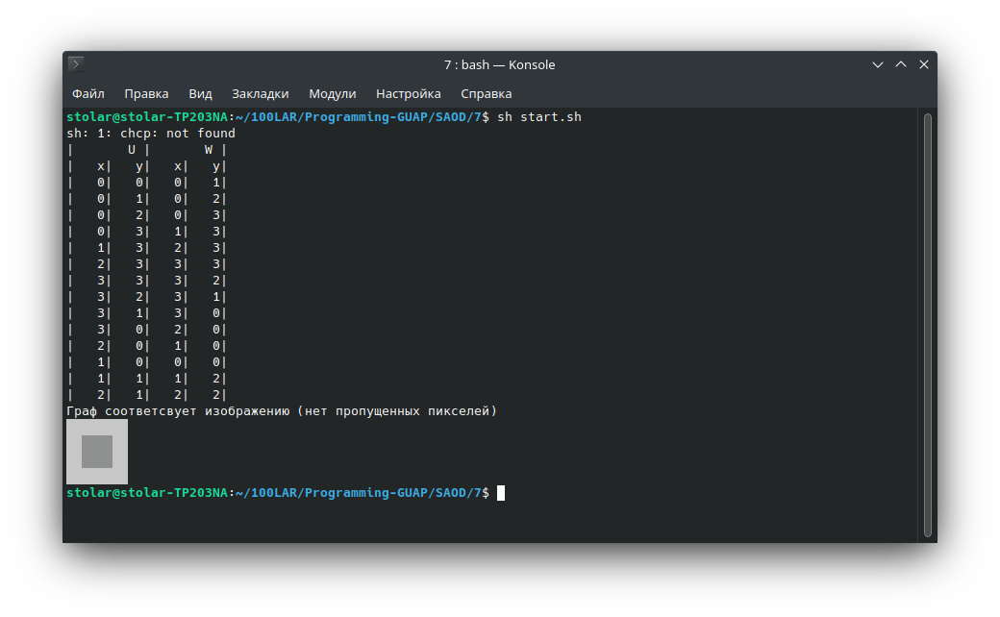 7 : bash — Konsole
Файл Правка Вид Закладки Модули Настройка Справка
stolar@stolar-TP203NA:~/100LAR/Programming-GUAP/SAOD/7$ sh start.sh
sh: 1: chcp: not found
|       U |       W |
|   x|   y|   x|   y|
|   0|   0|   0|   1|
|   0|   1|   0|   2|
|   0|   2|   0|   3|
|   0|   3|   1|   3|
|   1|   3|   2|   3|
|   2|   3|   3|   3|
|   3|   3|   3|   2|
|   3|   2|   3|   1|
|   3|   1|   3|   0|
|   3|   0|   2|   0|
|   2|   0|   1|   0|
|   1|   0|   0|   0|
|   1|   1|   1|   2|
|   2|   1|   2|   2|
Граф соответсвует изображению (нет пропущенных пикселей)
stolar@stolar-TP203NA:~/100LAR/Programming-GUAP/SAOD/7$